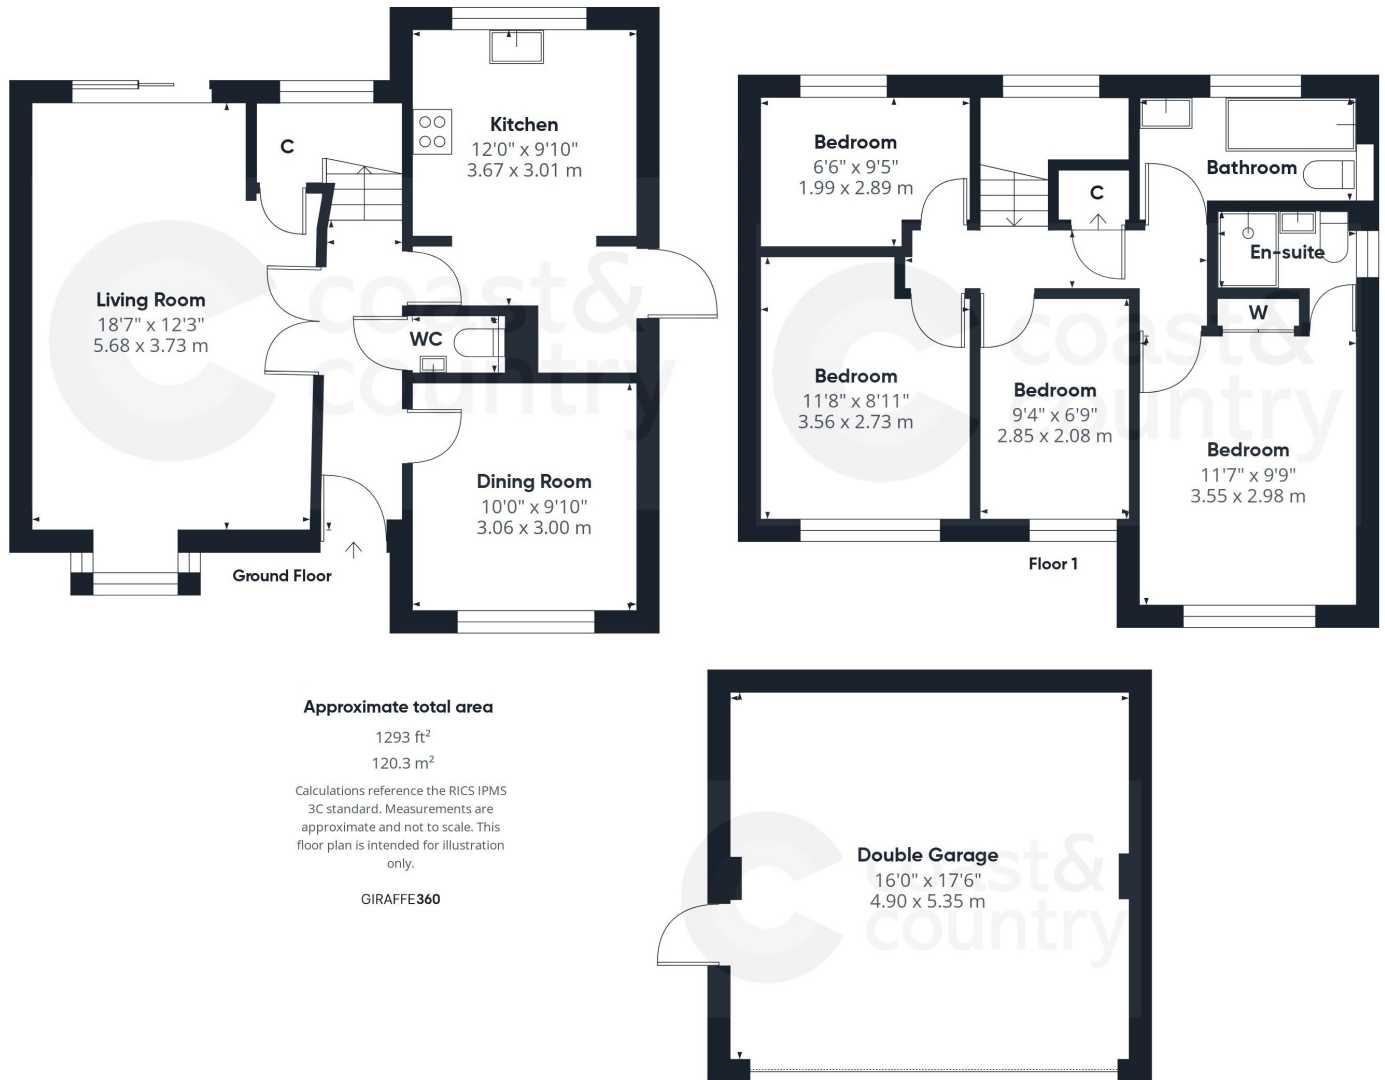 Kitchen
12'0" x 9'10"
3.67 x 3.01 m
C
Living Room
18'7" x 12'3"
5.68 x 3.73 m
WC
Dining Room
10'0" x 9'10"
3.06 x 3.00 m
Ground Floor
coast&
country
Bedroom
6'6" x 9'5"
1.99 x 2.89 m
Bathroom
C
En-suite
W
Bedroom
11'8" x 8'11"
3.56 x 2.73 m
Bedroom
9'4" x 6'9"
2.85 x 2.08 m
Bedroom
11'7" x 9'9"
3.55 x 2.98 m
Floor 1
coast&
country
Approximate total area
1293 ft²
120.3 m²
Calculations reference the RICS IPMS
3C standard. Measurements are
approximate and not to scale. This
floor plan is intended for illustration
only.
GIRAFFE360
Double Garage
16'0" x 17'6"
4.90 x 5.35 m
coast&
country